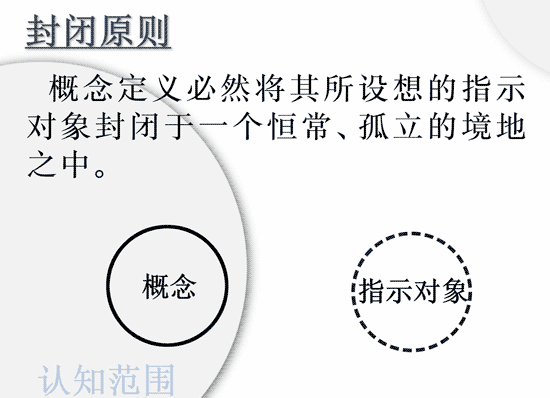 封闭原则
概念定义必然将其所设想的指示
对象封闭于一个恒常、孤立的境地
之中。
概念
指示对象
认知范围